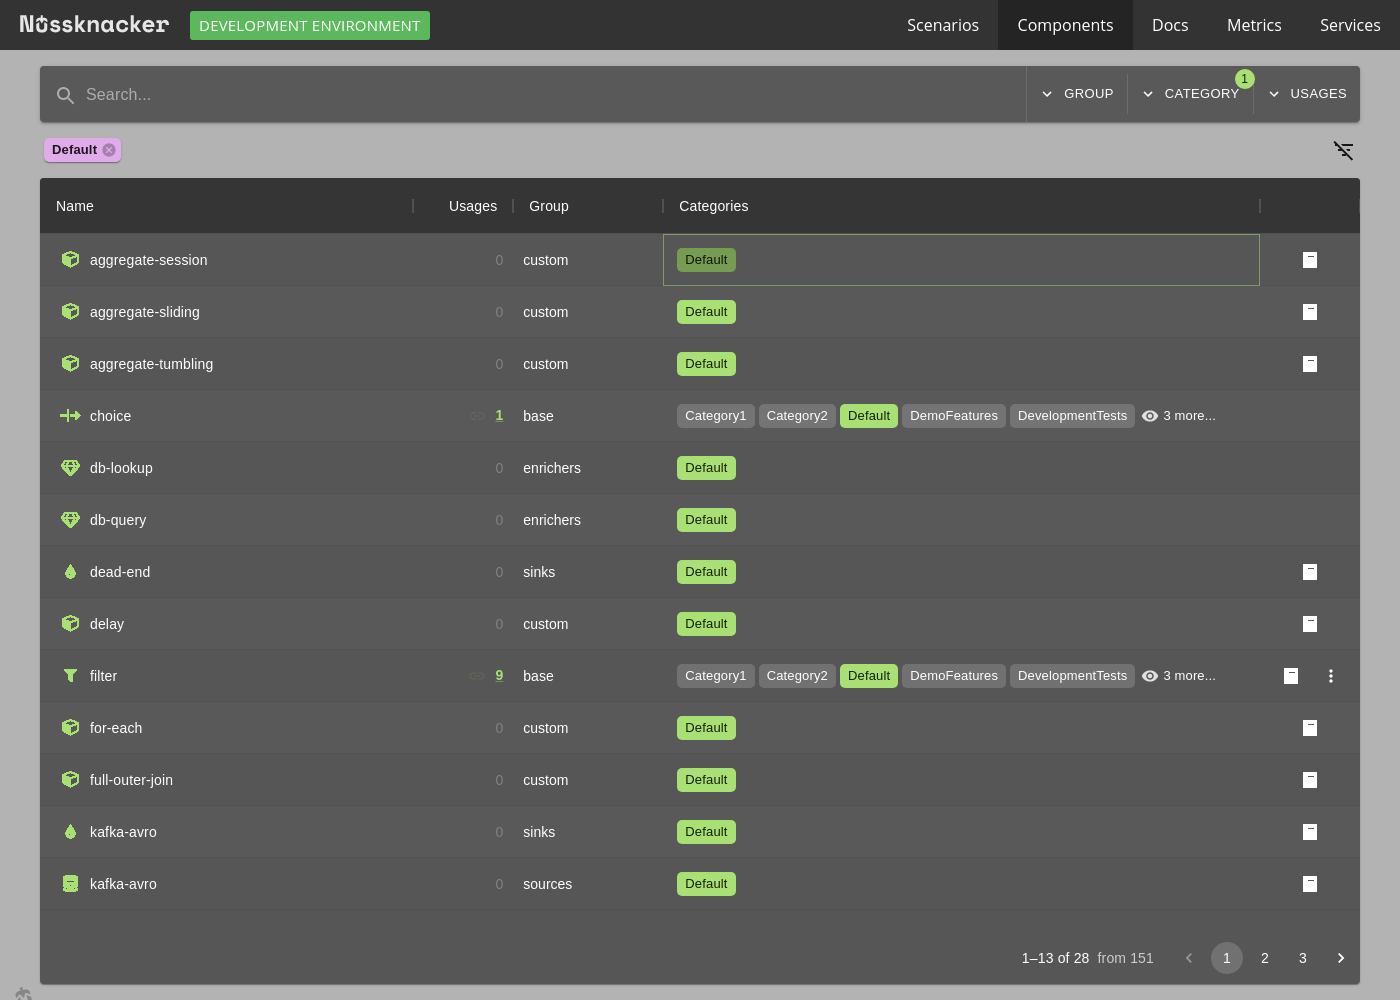 Nussknacker DEVELOPMENT ENVIRONMENT Scenarios Components Docs Metrics Services
Search... GROUP CATEGORY 1 USAGES
Default
Name Usages Group Categories
aggregate-session 0 custom Default
aggregate-sliding 0 custom Default
aggregate-tumbling 0 custom Default
choice 1 base Category1 Category2 Default DemoFeatures DevelopmentTests 3 more...
db-lookup 0 enrichers Default
db-query 0 enrichers Default
dead-end 0 sinks Default
delay 0 custom Default
filter 9 base Category1 Category2 Default DemoFeatures DevelopmentTests 3 more...
for-each 0 custom Default
full-outer-join 0 custom Default
kafka-avro 0 sinks Default
kafka-avro 0 sources Default
1–13 of 28 from 151 1 2 3